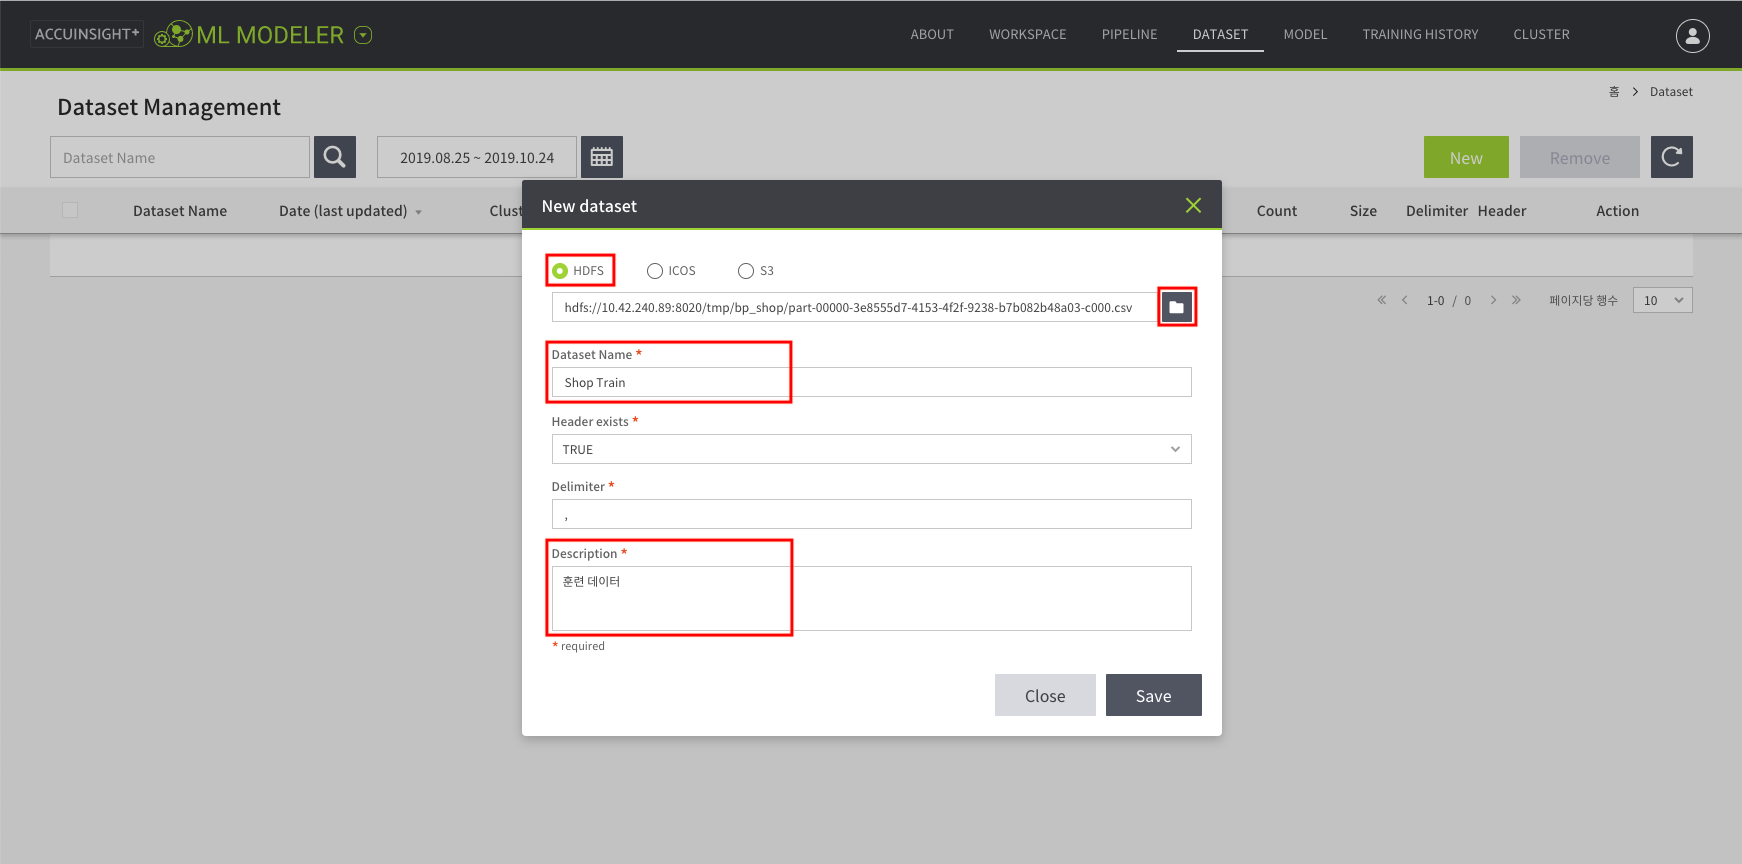 ACCUINSIGHT+ ML MODELER
ABOUT WORKSPACE PIPELINE DATASET MODEL TRAINING HISTORY CLUSTER
홈 > Dataset
Dataset Management
Dataset Name
2019.08.25 ~ 2019.10.24
New Remove
Dataset Name Date (last updated) Clust Count Size Delimiter Header Action
1-0 / 0 페이지당 행수 10
New dataset
HDFS ICOS S3
hdfs://10.42.240.89:8020/tmp/bp_shop/part-00000-3e8555d7-4153-4f2f-9238-b7b082b48a03-c000.csv
Dataset Name *
Shop Train
Header exists *
TRUE
Delimiter *
,
Description *
훈련 데이터
* required
Close Save